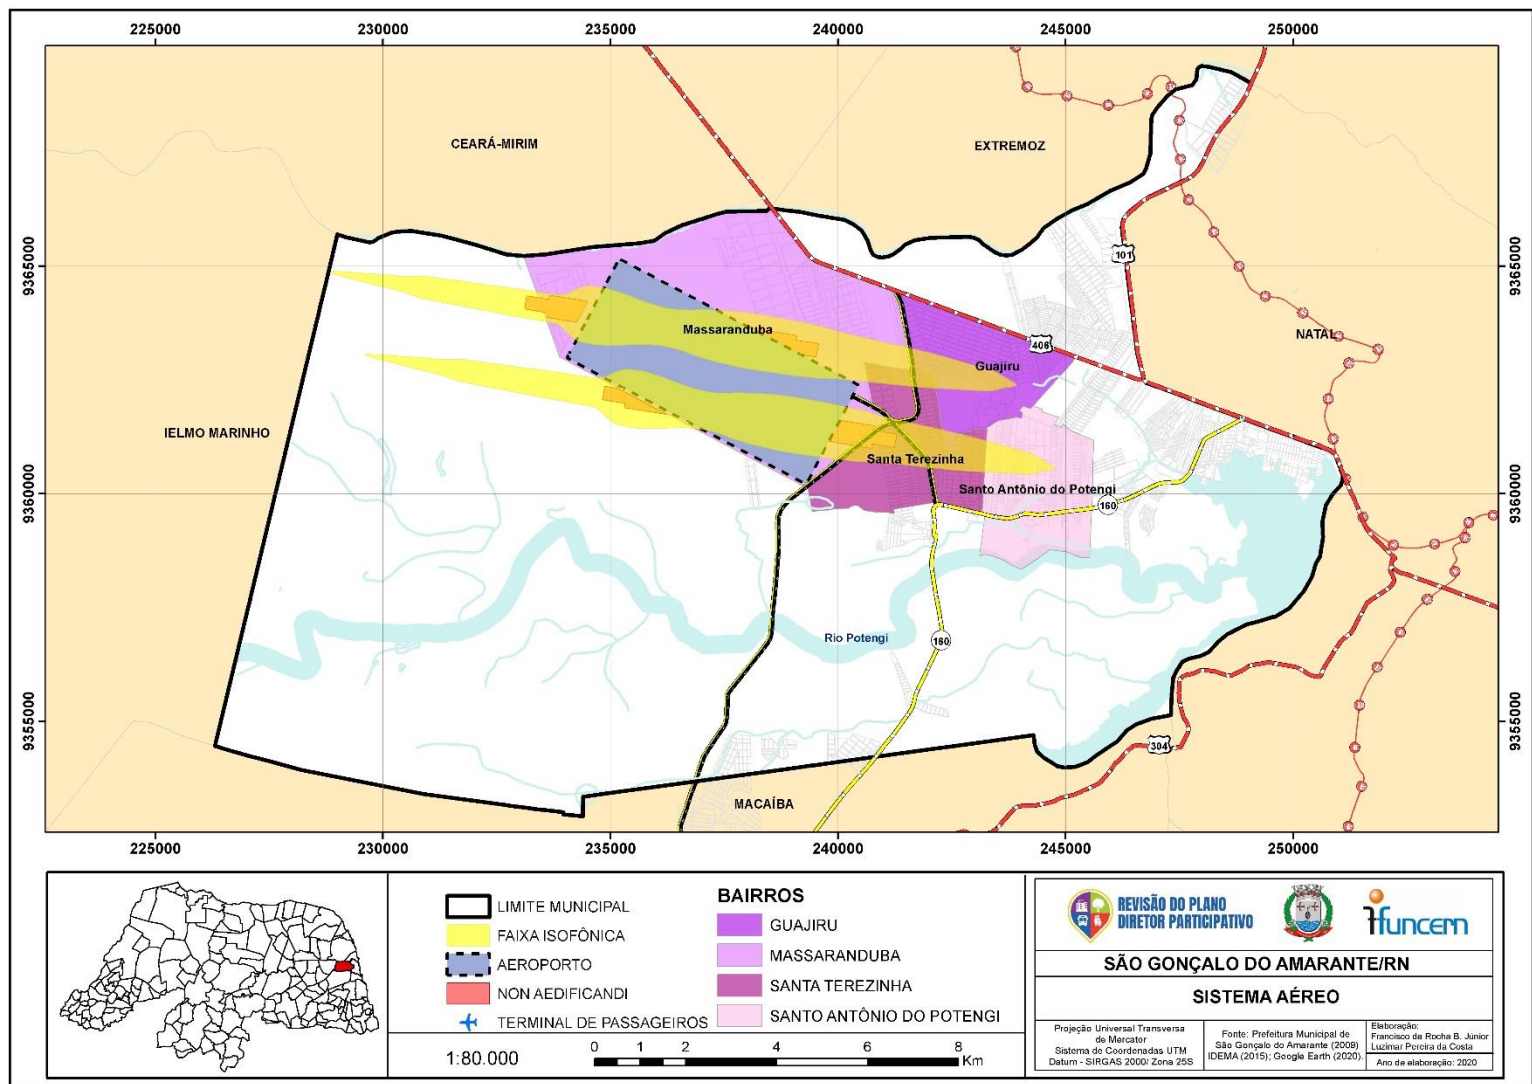 225000
230000
235000
240000
245000
250000
CEARÁ-MIRIM
EXTREMOZ
9365000
9365000
101
Massaranduba
406
NATAL
Guajiru
IELMO MARINHO
Santa Terezinha
9360000
Santo Antônio do Potengi
160
9360000
Rio Potengi
160
9355000
304
9355000
MACAÍBA
225000
230000
235000
240000
245000
250000
LIMITE MUNICIPAL
FAIXA ISOFÔNICA
AEROPORTO
NON AEDIFICANDI
TERMINAL DE PASSAGEIROS
BAIRROS
GUAJIRU
MASSARANDUBA
SANTA TEREZINHA
SANTO ANTÔNIO DO POTENGI
1:80.000
0 1 2 4 6 8
Km
REVISÃO DO PLANO
DIRETOR PARTICIPATIVO
funcern
SÃO GONÇALO DO AMARANTE/RN
SISTEMA AÉREO
Projeção Universal Transversa
de Mercator
Sistema de Coordenadas UTM
Datum - SIRGAS 2000/ Zona 25S
Fonte: Prefeitura Municipal de
São Gonçalo do Amarante (2009)
IDEMA (2015); Google Earth (2020).
Elaboração:
Francisco da Rocha B. Júnior
Luzimar Pereira da Costa
Ano de elaboração: 2020